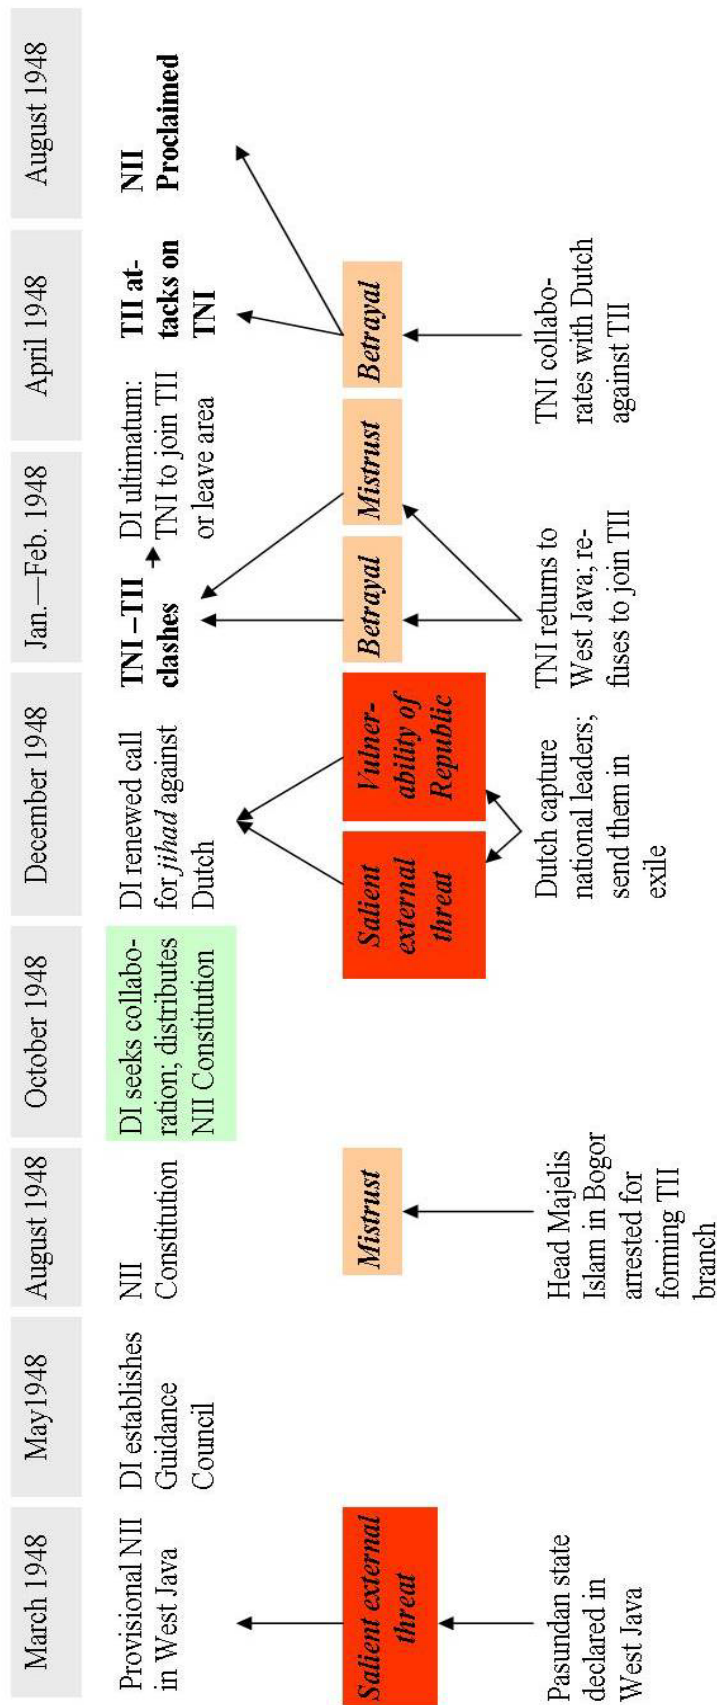 March 1948
May1948
August 1948
October 1948
December 1948
Jan.—Feb. 1948
April 1948
August 1948
Provisional NII
in West Java
DI establishes
Guidance
Council
NII
Constitution
DI seeks collabo-
ration; distributes
NII Constitution
DI renewed call
for jihad against
Dutch
TNI–TII
clashes
DI ultimatum:
TNI to join TII
or leave area
TII at-
tacks on
TNI
NII
Proclaimed
Salient external
threat
Mistrust
Salient
external
threat
Vulner-
ability of
Republic
Betrayal
Mistrust
Betrayal
Pasundan state
declared in
West Java
Head Majelis
Islam in Bogor
arrested for
forming TII
branch
Dutch capture
national leaders;
send them in
exile
TNI returns to
West Java; re-
fuses to join TII
TNI collabo-
rates with Dutch
against TII